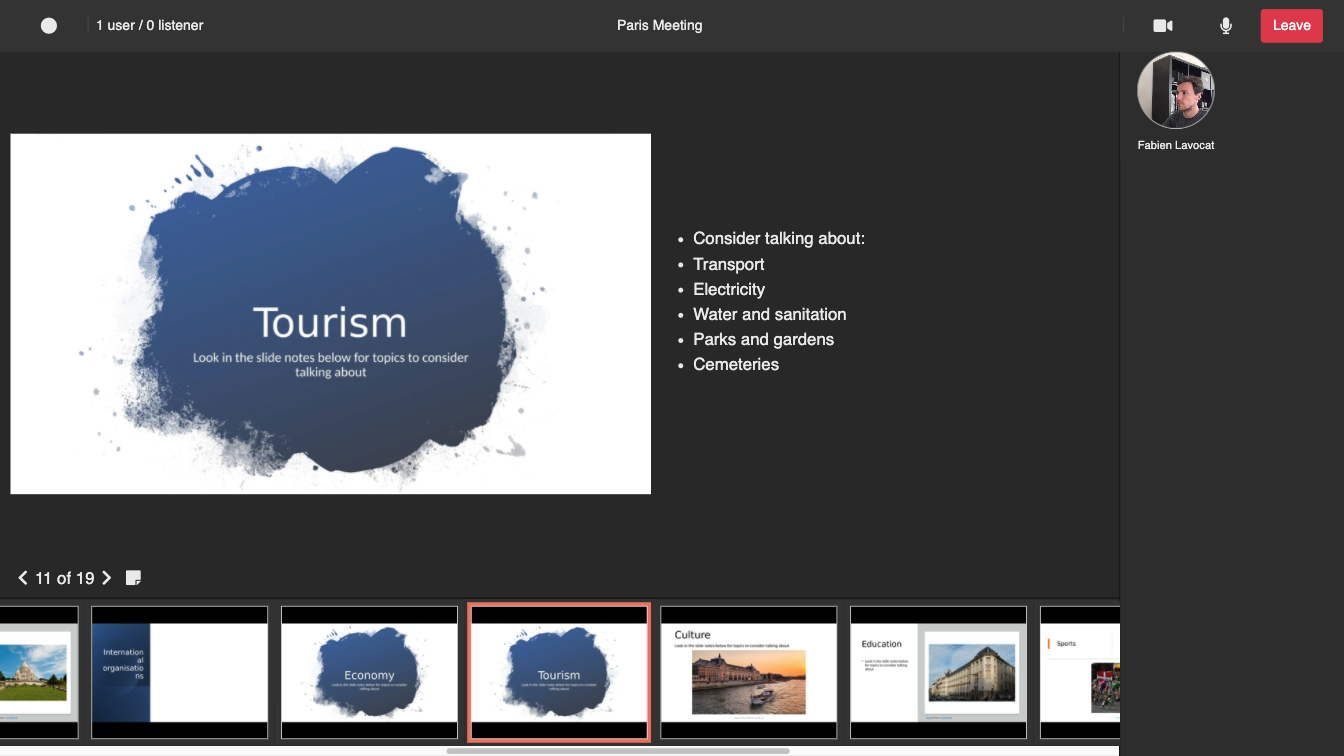 1 user / 0 listener
Paris Meeting
Leave
Fabien Lavocat
Tourism
Look in the slide notes below for topics to consider
talking about
Consider talking about:
Transport
Electricity
Water and sanitation
Parks and gardens
Cemeteries
11 of 19
Internation
al
organisatio
ns
Economy
Look in the slide notes below for topics to consider
talking about
Tourism
Look in the slide notes below for topics to consider
talking about
Culture
Look in the slide notes below for topics to consider talking about
Education
Look in the slide notes below
for topics to consider talking
about
Sports